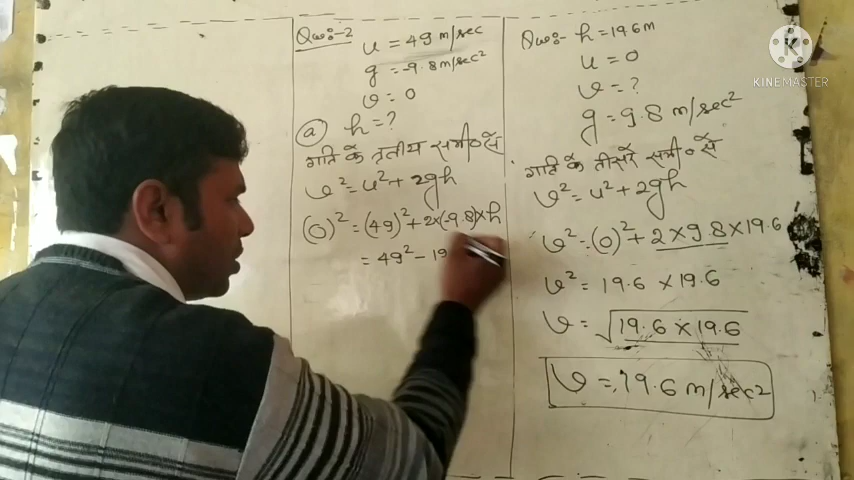 Que:-2
u = 49 m/sec
g = -9.8 m/sec²
v = 0
(a) h = ?
गति के त्रतीय समी० से
v² = u² + 2gh
(0)² = (49)² + 2×(-9.8)×h
= 49² - 19
Que:- h = 19.6m
u = 0
v = ?
g = 9.8 m/sec²
गति के तीसरे समी० से
v² = u² + 2gh
v² = (0)² + 2×9.8×19.6
v² = 19.6 × 19.6
v = √19.6 × 19.6
v = 19.6 m/sec²
KINEMASTER